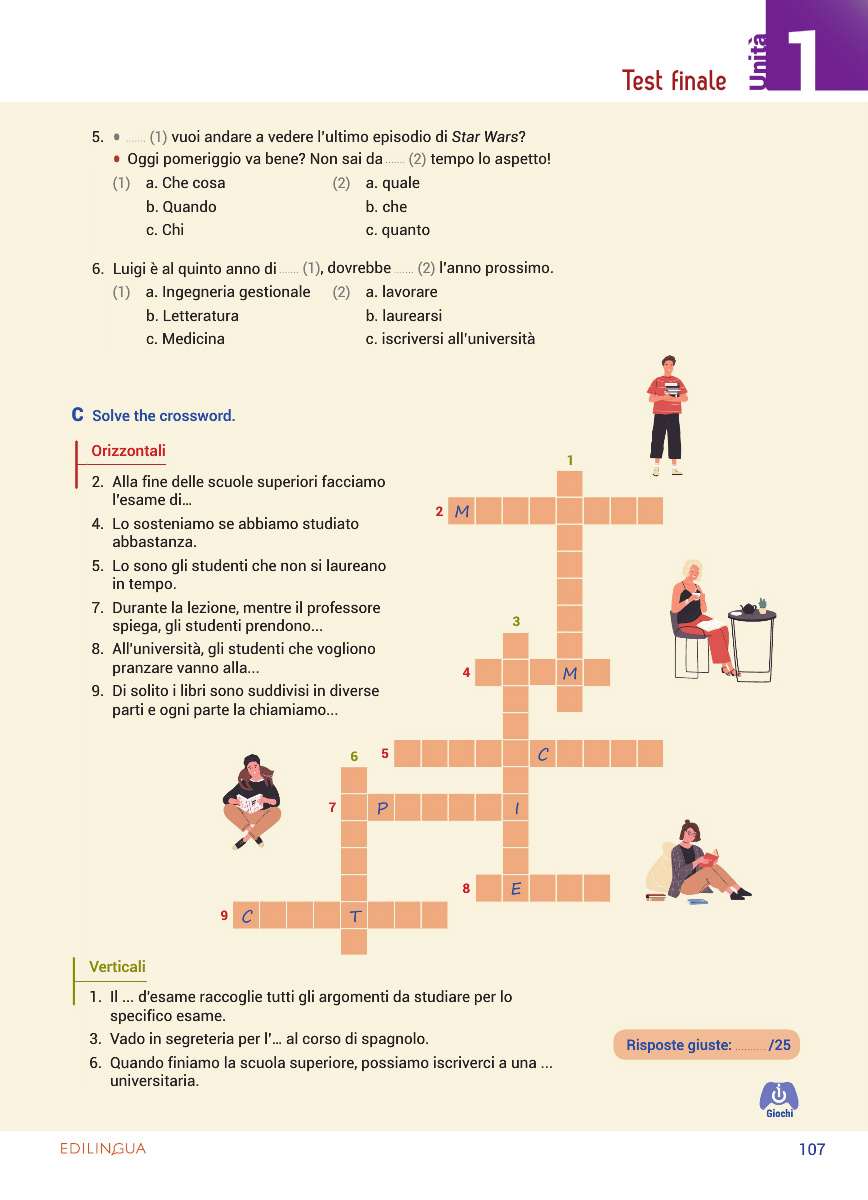 Test finale
Unità 1
5. • ....... (1) vuoi andare a vedere l'ultimo episodio di Star Wars?
• Oggi pomeriggio va bene? Non sai da ....... (2) tempo lo aspetto!
(1) a. Che cosa (2) a. quale
b. Quando b. che
c. Chi c. quanto
6. Luigi è al quinto anno di ....... (1), dovrebbe ....... (2) l'anno prossimo.
(1) a. Ingegneria gestionale (2) a. lavorare
b. Letteratura b. laurearsi
c. Medicina c. iscriversi all'università
C Solve the crossword.
Orizzontali
2. Alla fine delle scuole superiori facciamo
l'esame di...
4. Lo sosteniamo se abbiamo studiato
abbastanza.
5. Lo sono gli studenti che non si laureano
in tempo.
7. Durante la lezione, mentre il professore
spiega, gli studenti prendono...
8. All'università, gli studenti che vogliono
pranzare vanno alla...
9. Di solito i libri sono suddivisi in diverse
parti e ogni parte la chiamiamo...
1
2 M
3
4 M
5 C
6
7 P I
8 E
9 C T
Verticali
1. Il ... d'esame raccoglie tutti gli argomenti da studiare per lo
specifico esame.
3. Vado in segreteria per l'... al corso di spagnolo.
6. Quando finiamo la scuola superiore, possiamo iscriverci a una ...
universitaria.
Risposte giuste: .......... /25
Giochi
EDILINGUA
107